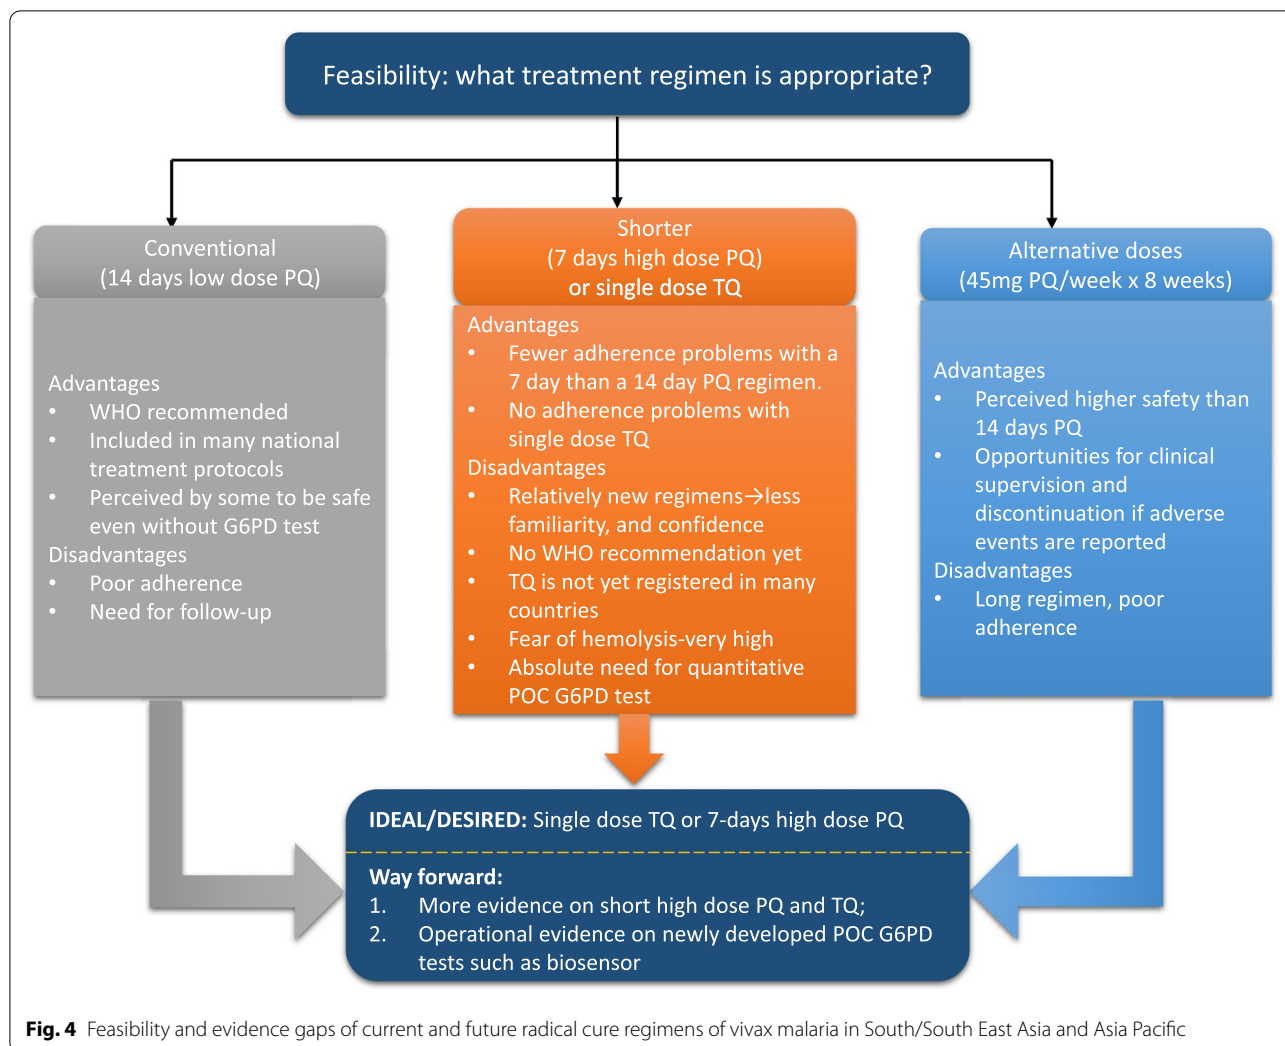 Feasibility: what treatment regimen is appropriate?
Conventional
(14 days low dose PQ)
Advantages
• WHO recommended
• Included in many national
treatment protocols
• Perceived by some to be safe
even without G6PD test
Disadvantages
• Poor adherence
• Need for follow-up
Shorter
(7 days high dose PQ)
or single dose TQ
Advantages
• Fewer adherence problems with a
7 day than a 14 day PQ regimen.
• No adherence problems with
single dose TQ
Disadvantages
• Relatively new regimens→less
familiarity, and confidence
• No WHO recommendation yet
• TQ is not yet registered in many
countries
• Fear of hemolysis-very high
• Absolute need for quantitative
POC G6PD test
Alternative doses
(45mg PQ/week x 8 weeks)
Advantages
• Perceived higher safety than
14 days PQ
• Opportunities for clinical
supervision and
discontinuation if adverse
events are reported
Disadvantages
• Long regimen, poor
adherence
IDEAL/DESIRED: Single dose TQ or 7-days high dose PQ
Way forward:
1. More evidence on short high dose PQ and TQ;
2. Operational evidence on newly developed POC G6PD
tests such as biosensor
Fig. 4 Feasibility and evidence gaps of current and future radical cure regimens of vivax malaria in South/South East Asia and Asia Pacific